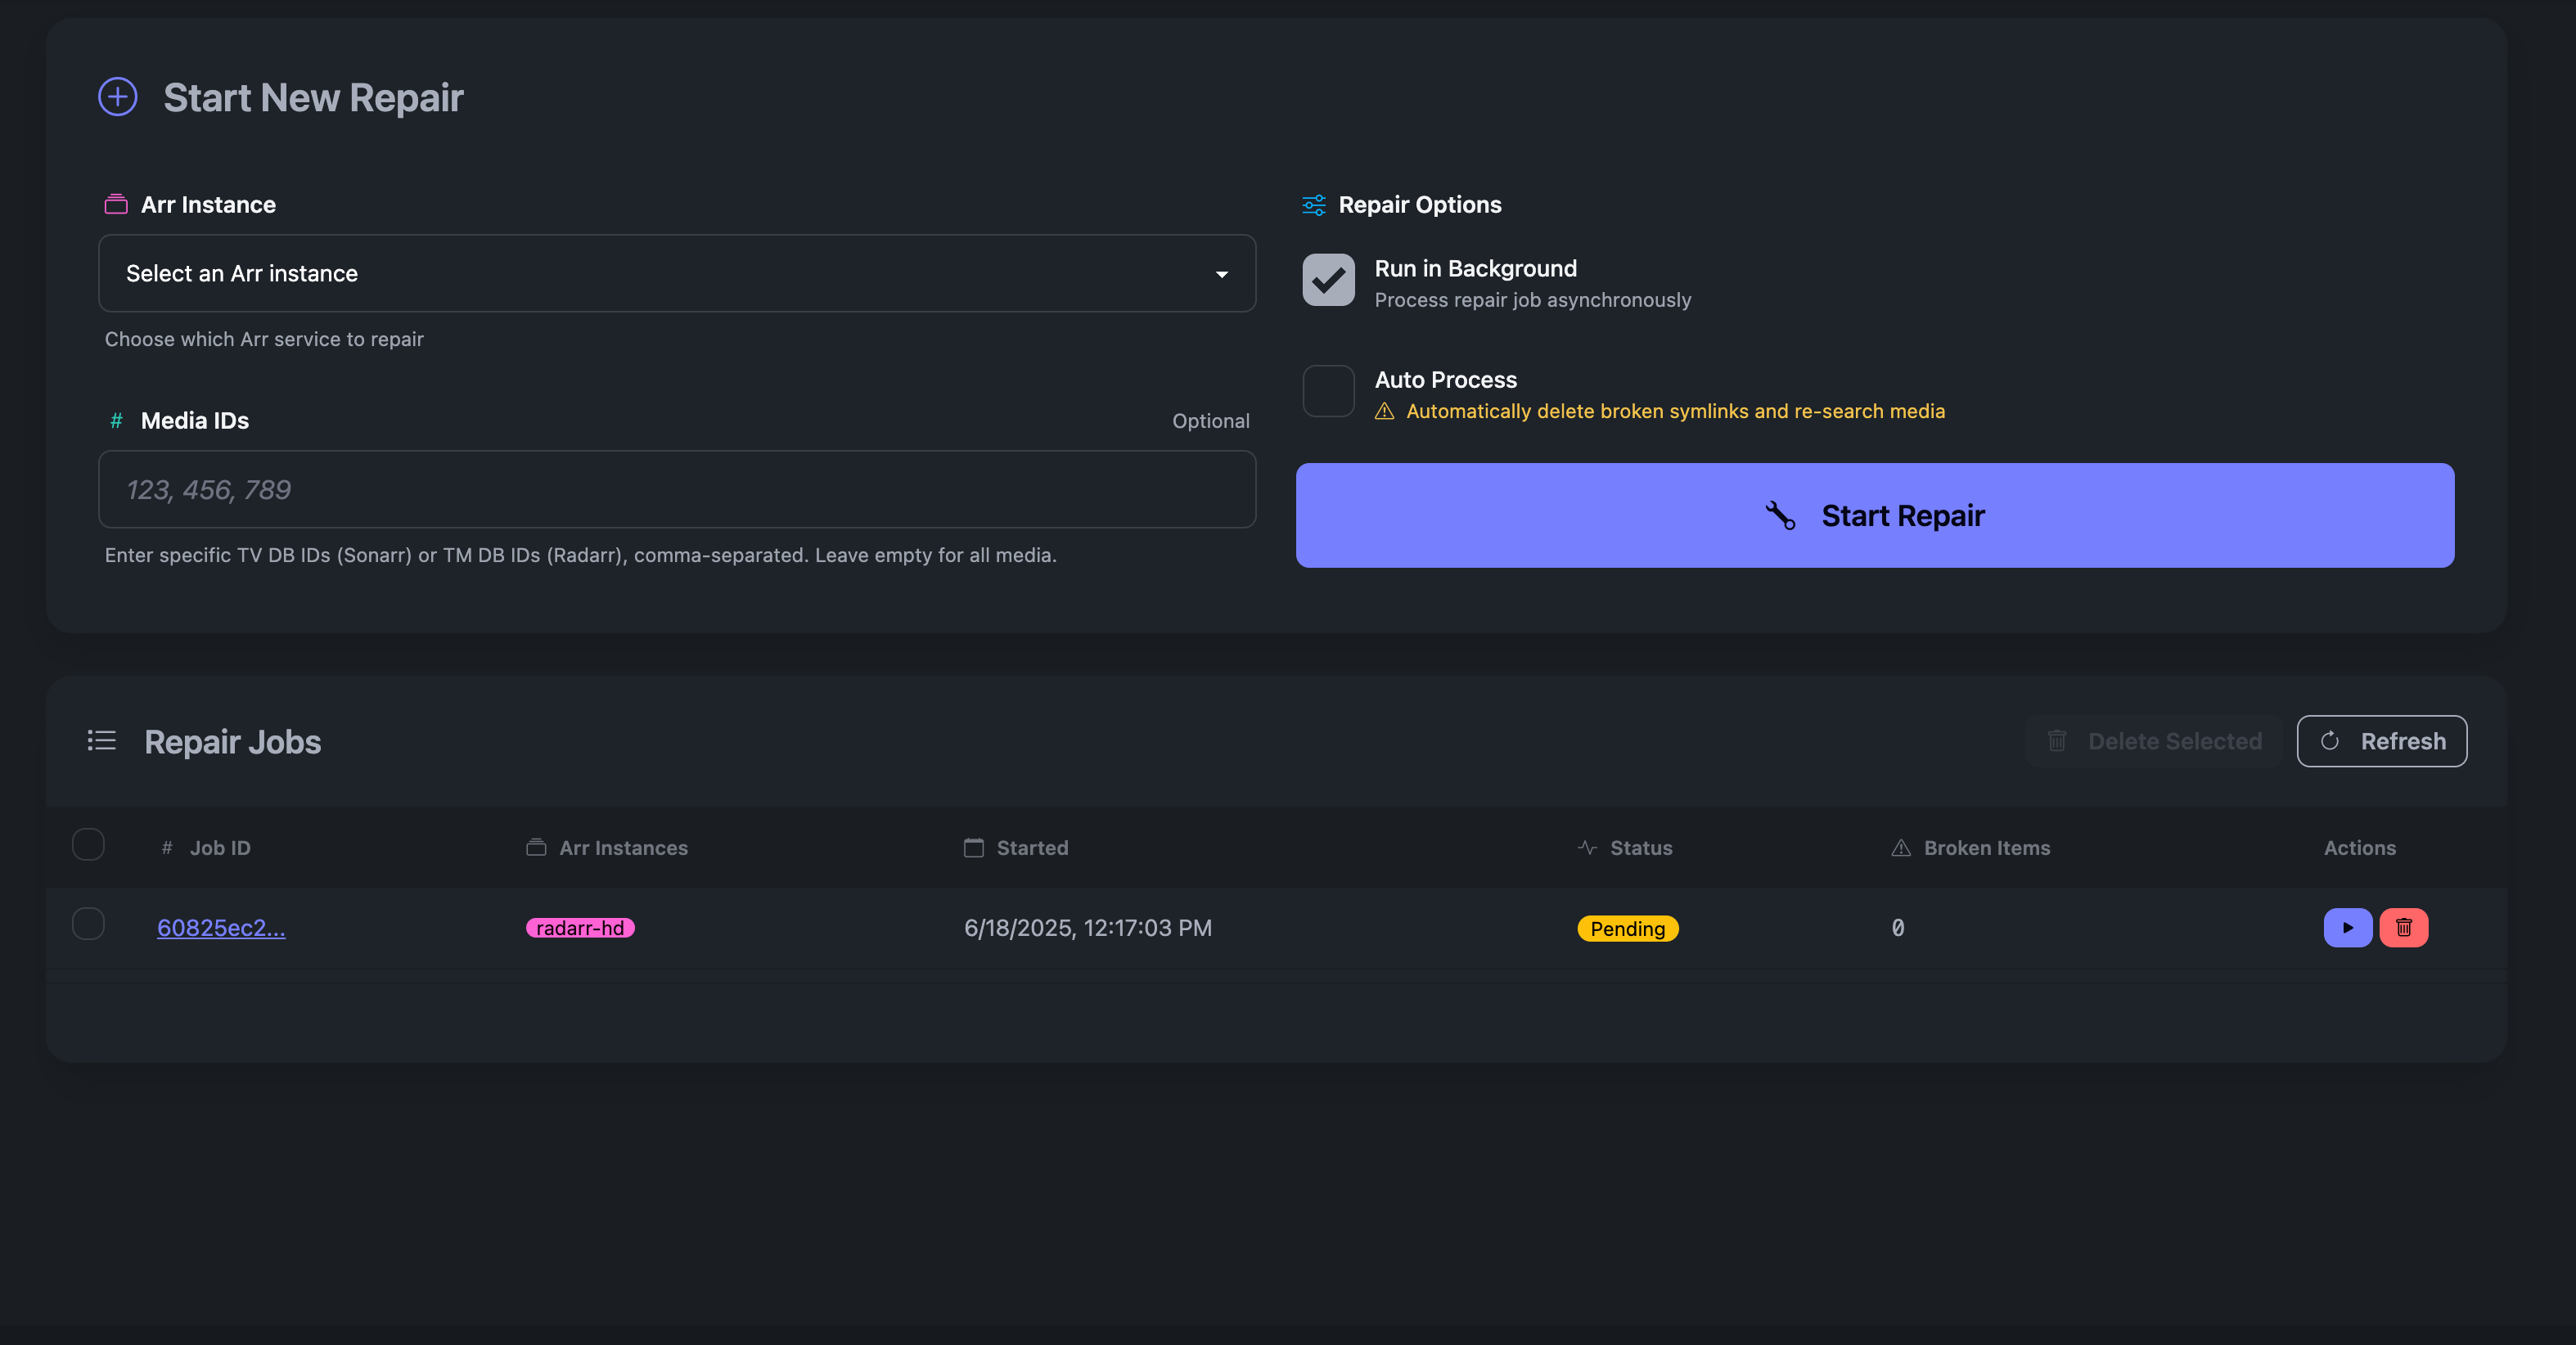 Start New Repair
Arr Instance
Select an Arr instance
Choose which Arr service to repair
# Media IDs
Optional
123, 456, 789
Enter specific TV DB IDs (Sonarr) or TM DB IDs (Radarr), comma-separated. Leave empty for all media.
Repair Options
Run in Background
Process repair job asynchronously
Auto Process
Automatically delete broken symlinks and re-search media
Start Repair
Repair Jobs
Delete Selected
Refresh
# Job ID
Arr Instances
Started
Status
Broken Items
Actions
60825ec2...
radarr-hd
6/18/2025, 12:17:03 PM
Pending
0